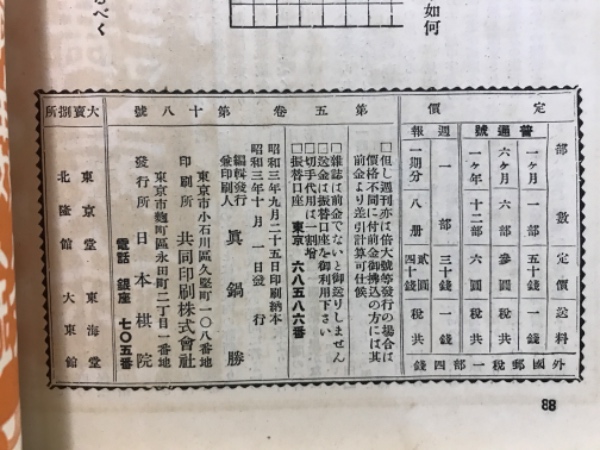 如何
べく
定價
部數 定價 送料
普通號
一ヶ月 一部 五十錢 一錢
六ヶ月 六部 參圓 稅共
一ヶ年 十二部 六圓 稅共
週報
一部 三十錢 一錢
一期分 八册 貳圓四十錢 稅共
外國郵稅一部四錢
第五卷第十八號
□但し週刊亦は倍大號等發行の場合は
價格不同に付前金御拂込の方には其
前金より差引計算可仕候
□雜誌は前金でないと御送りしません
□送金は振替口座を御利用下さい
□切手代用は一割增
□振替口座 東京 六八五八六番
昭和三年九月二十五日印刷納本
昭和三年十月一日發行
編輯發行兼印刷人 眞鍋勝
東京市小石川區久堅町一〇八番地
印刷所 共同印刷株式會社
東京市麴町區永田町二丁目一番地
發行所 日本棋院
電話 銀座 七〇五番
大賣捌所
東京堂 東海堂
北隆館 大東館
88